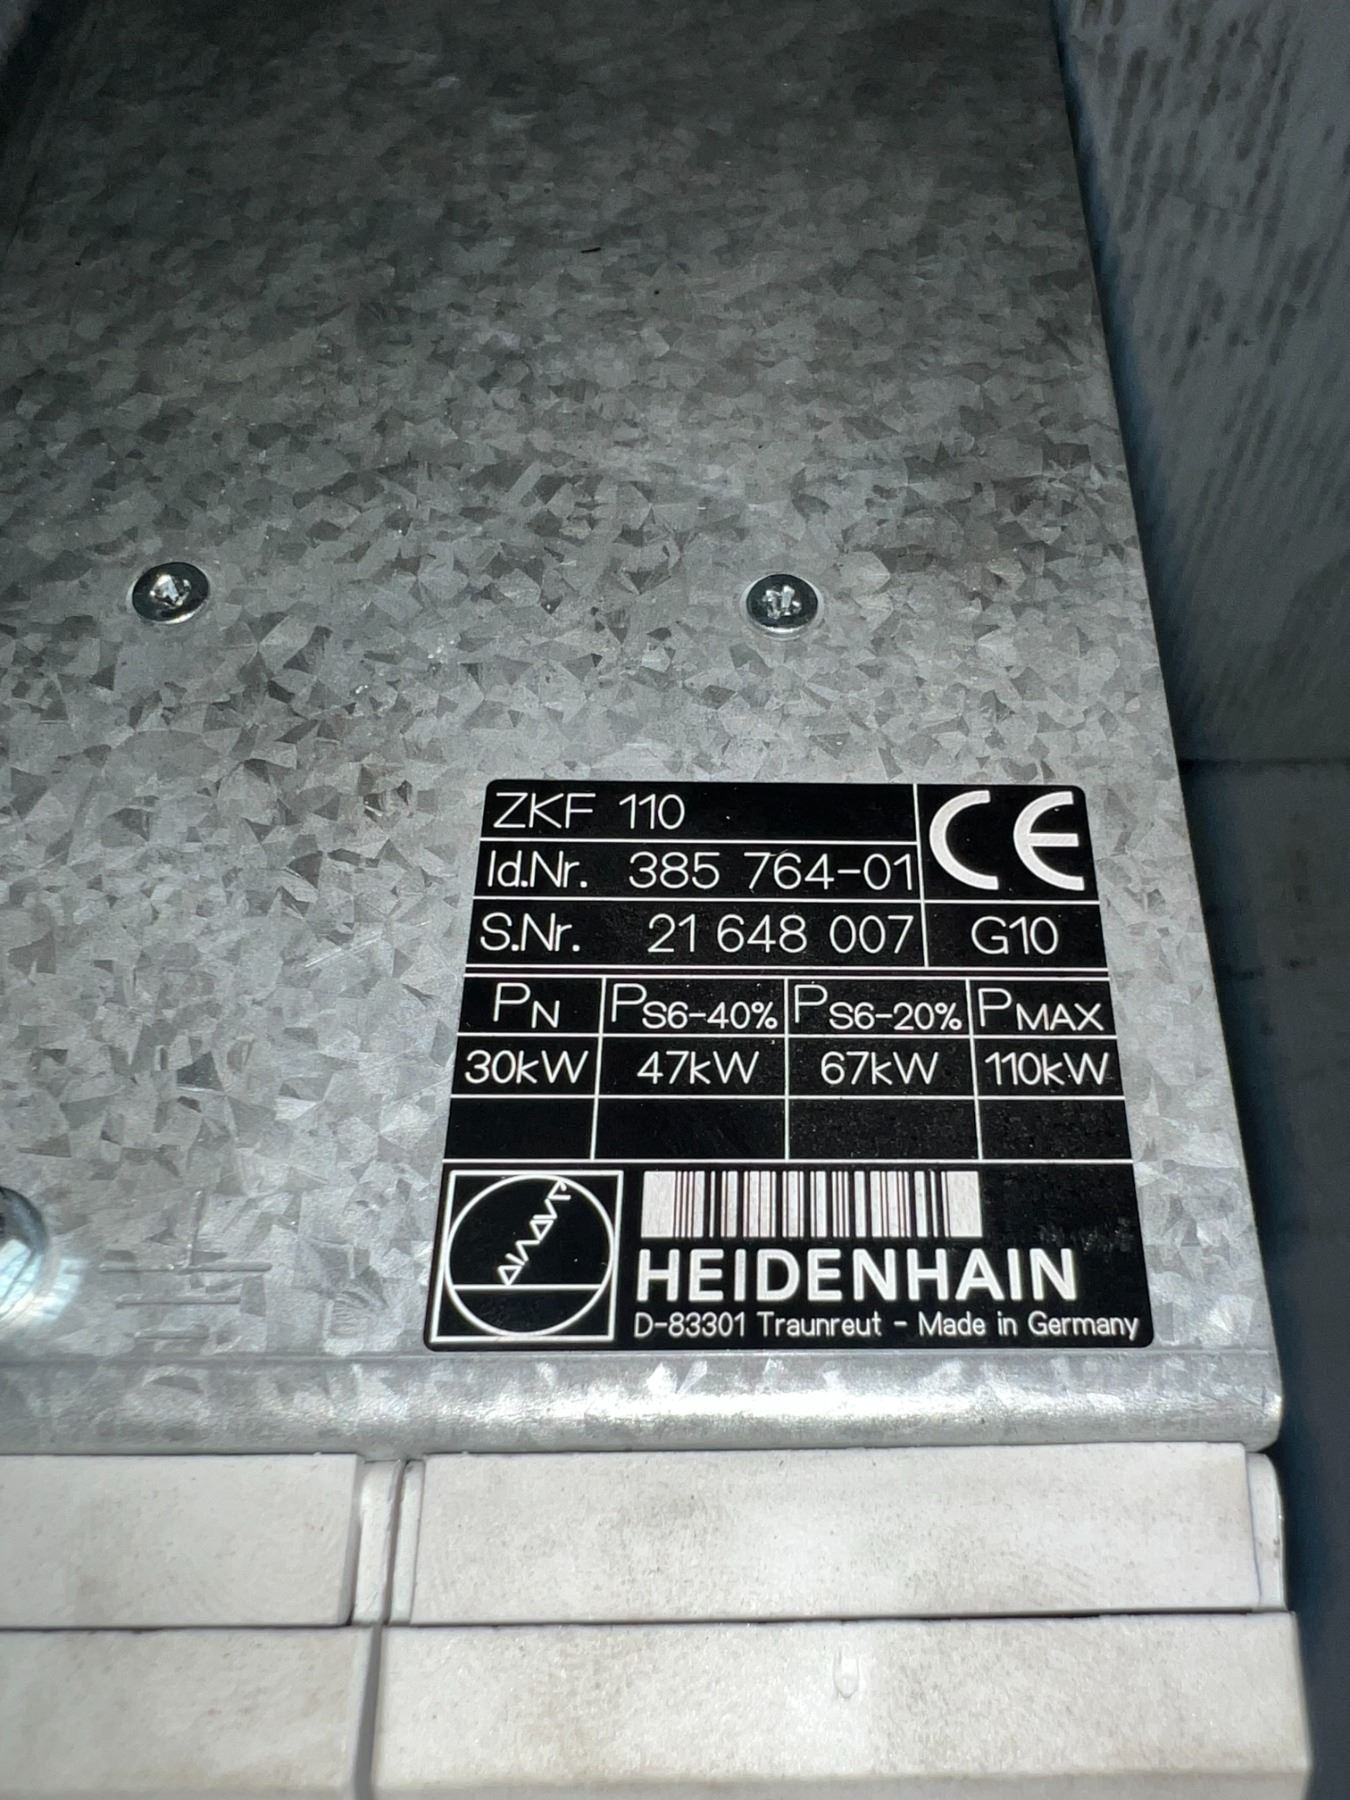 ZKF 110
CE
Id.Nr. 385 764-01
S.Nr. 21 648 007 G10
PN PS6-40% PS6-20% PMAX
30kW 47kW 67kW 110kW
HEIDENHAIN
D-83301 Traunreut - Made in Germany